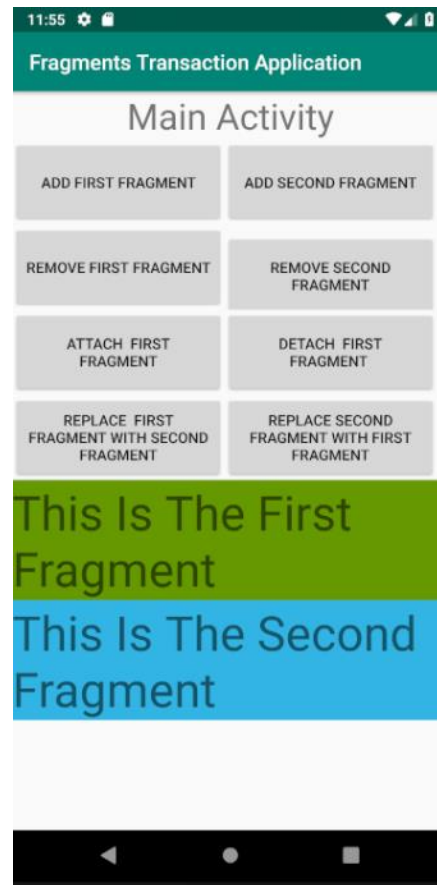 11:55
Fragments Transaction Application
Main Activity
ADD FIRST FRAGMENT
ADD SECOND FRAGMENT
REMOVE FIRST FRAGMENT
REMOVE SECOND
FRAGMENT
ATTACH  FIRST
FRAGMENT
DETACH  FIRST
FRAGMENT
REPLACE  FIRST
FRAGMENT WITH SECOND
FRAGMENT
REPLACE SECOND
FRAGMENT WITH FIRST
FRAGMENT
This Is The First
Fragment
This Is The Second
Fragment